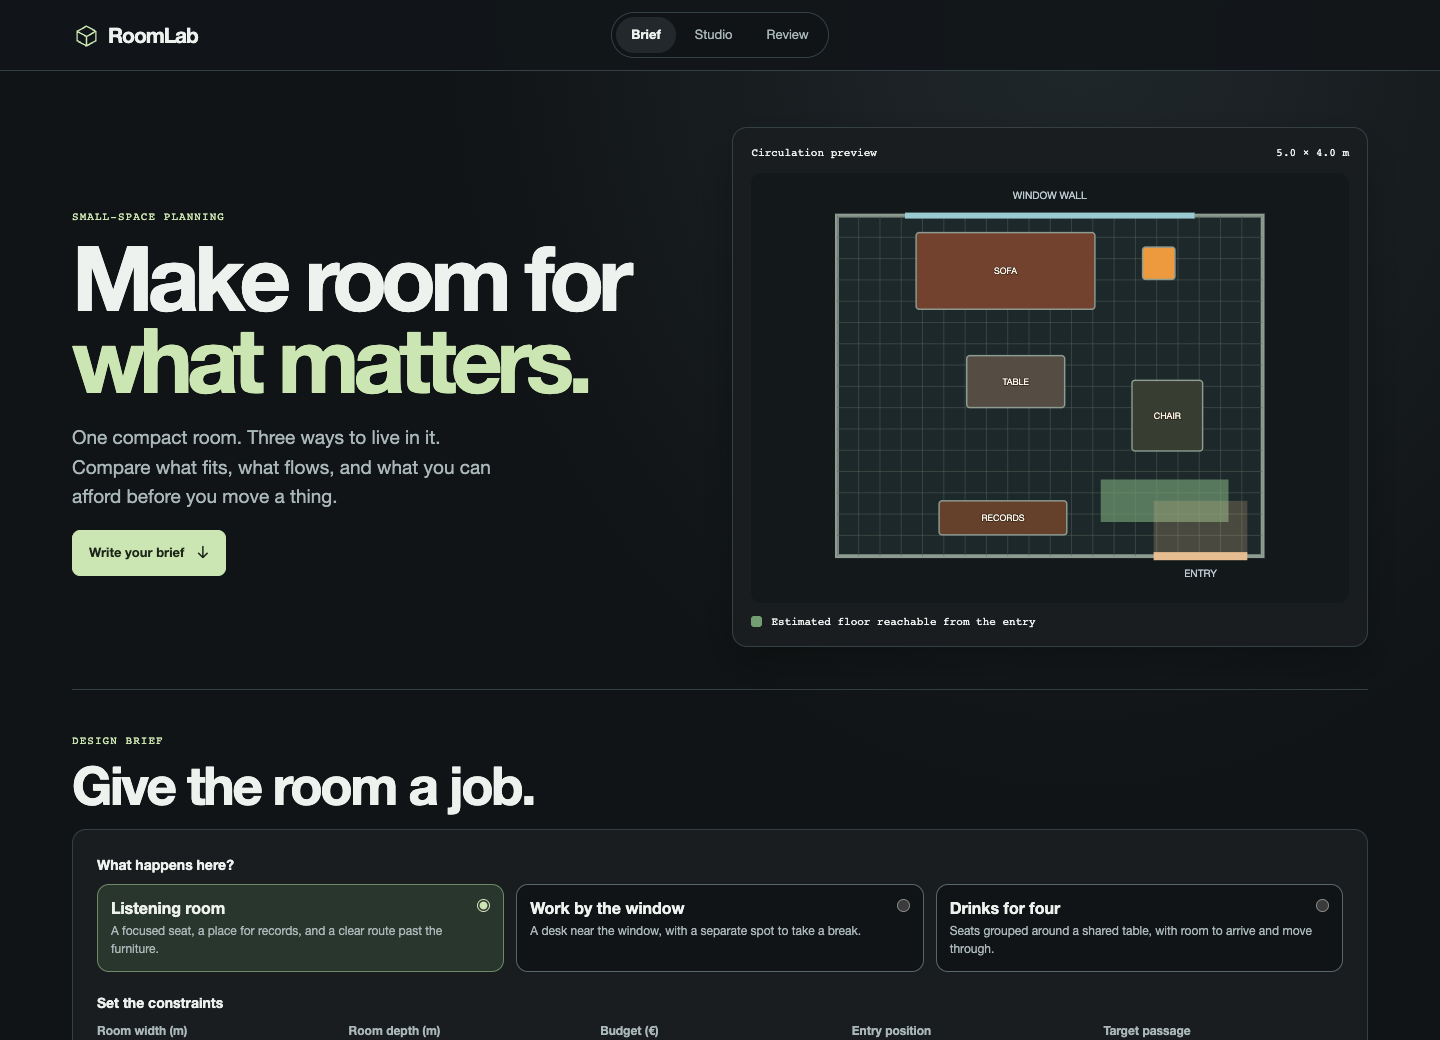 RoomLab
Brief
Studio
Review
SMALL-SPACE PLANNING
Make room for
what matters.
One compact room. Three ways to live in it.
Compare what fits, what flows, and what you can
afford before you move a thing.
Write your brief ↓
Circulation preview
5.0 × 4.0 m
WINDOW WALL
SOFA
TABLE
CHAIR
RECORDS
ENTRY
Estimated floor reachable from the entry
DESIGN BRIEF
Give the room a job.
What happens here?
Listening room
A focused seat, a place for records, and a clear route past the
furniture.
Work by the window
A desk near the window, with a separate spot to take a break.
Drinks for four
Seats grouped around a shared table, with room to arrive and move
through.
Set the constraints
Room width (m)
Room depth (m)
Budget (€)
Entry position
Target passage